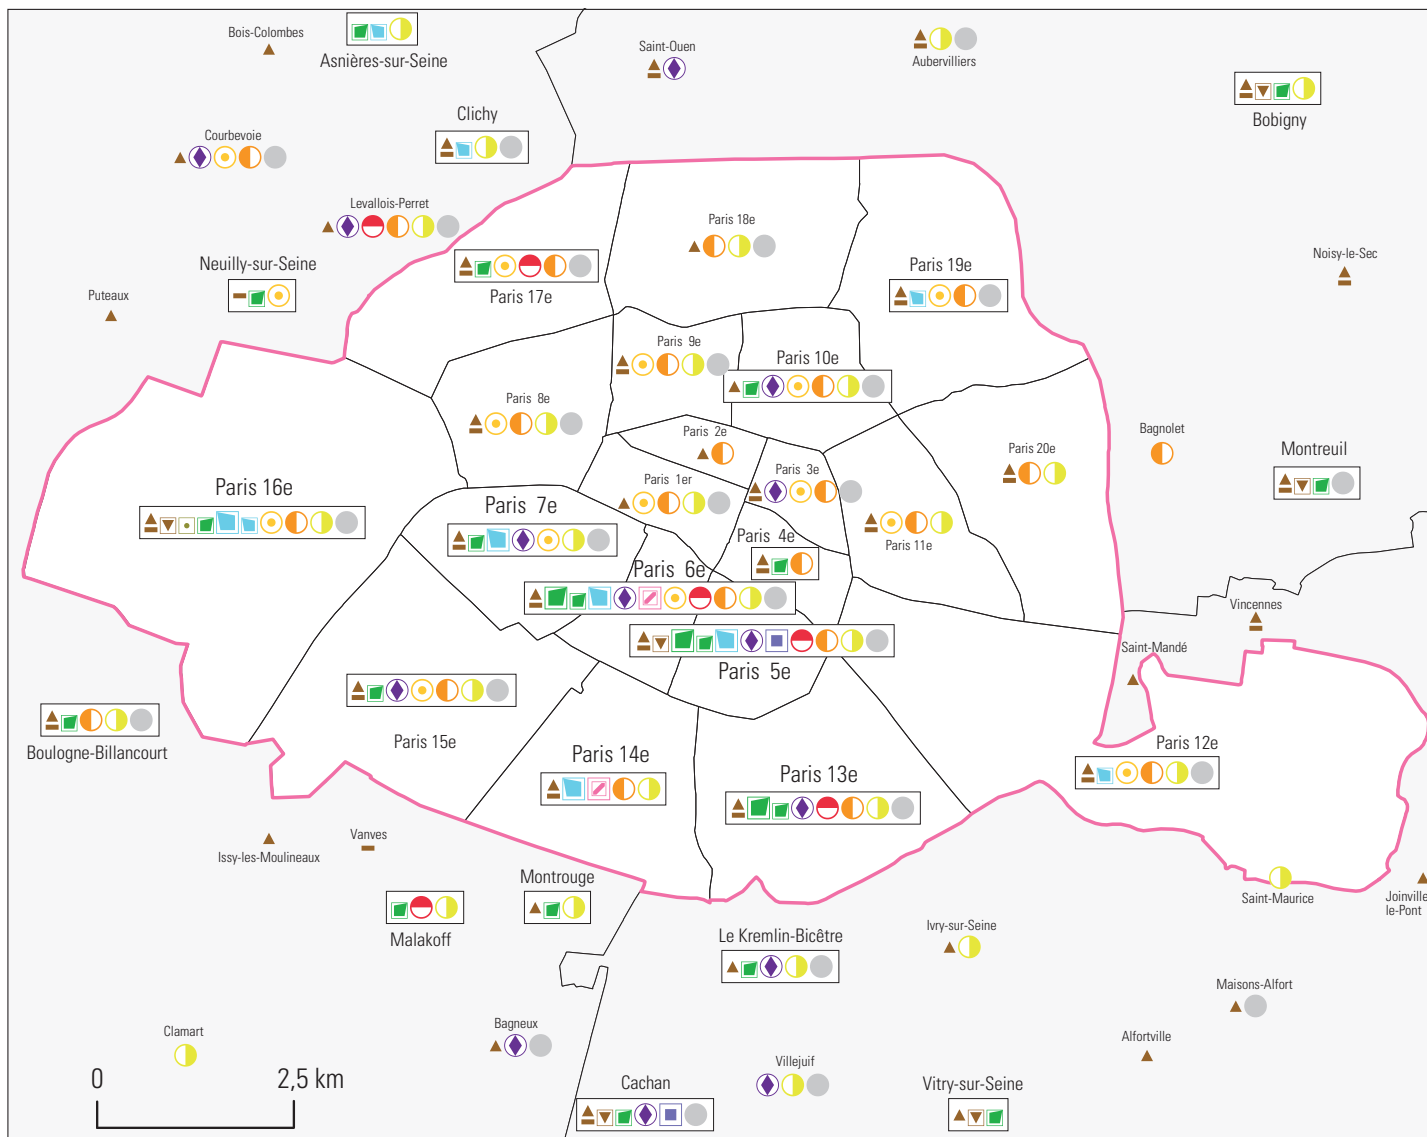 Bois-Colombes
Asnières-sur-Seine
Saint-Ouen
Aubervilliers
Bobigny
Clichy
Courbevoie
Levallois-Perret
Neuilly-sur-Seine
Puteaux
Paris 17e
Paris 18e
Paris 19e
Noisy-le-Sec
Paris 9e
Paris 10e
Paris 8e
Paris 2e
Paris 3e
Paris 20e
Bagnolet
Montreuil
Paris 16e
Paris 7e
Paris 1er
Paris 4e
Paris 11e
Paris 6e
Paris 5e
Vincennes
Saint-Mandé
Boulogne-Billancourt
Paris 15e
Paris 14e
Paris 13e
Paris 12e
Issy-les-Moulineaux
Vanves
Montrouge
Malakoff
Le Kremlin-Bicêtre
Ivry-sur-Seine
Saint-Maurice
Joinville
le-Pont
Maisons-Alfort
Alfortville
Clamart
Bagneux
Villejuif
Cachan
Vitry-sur-Seine
0 2,5 km